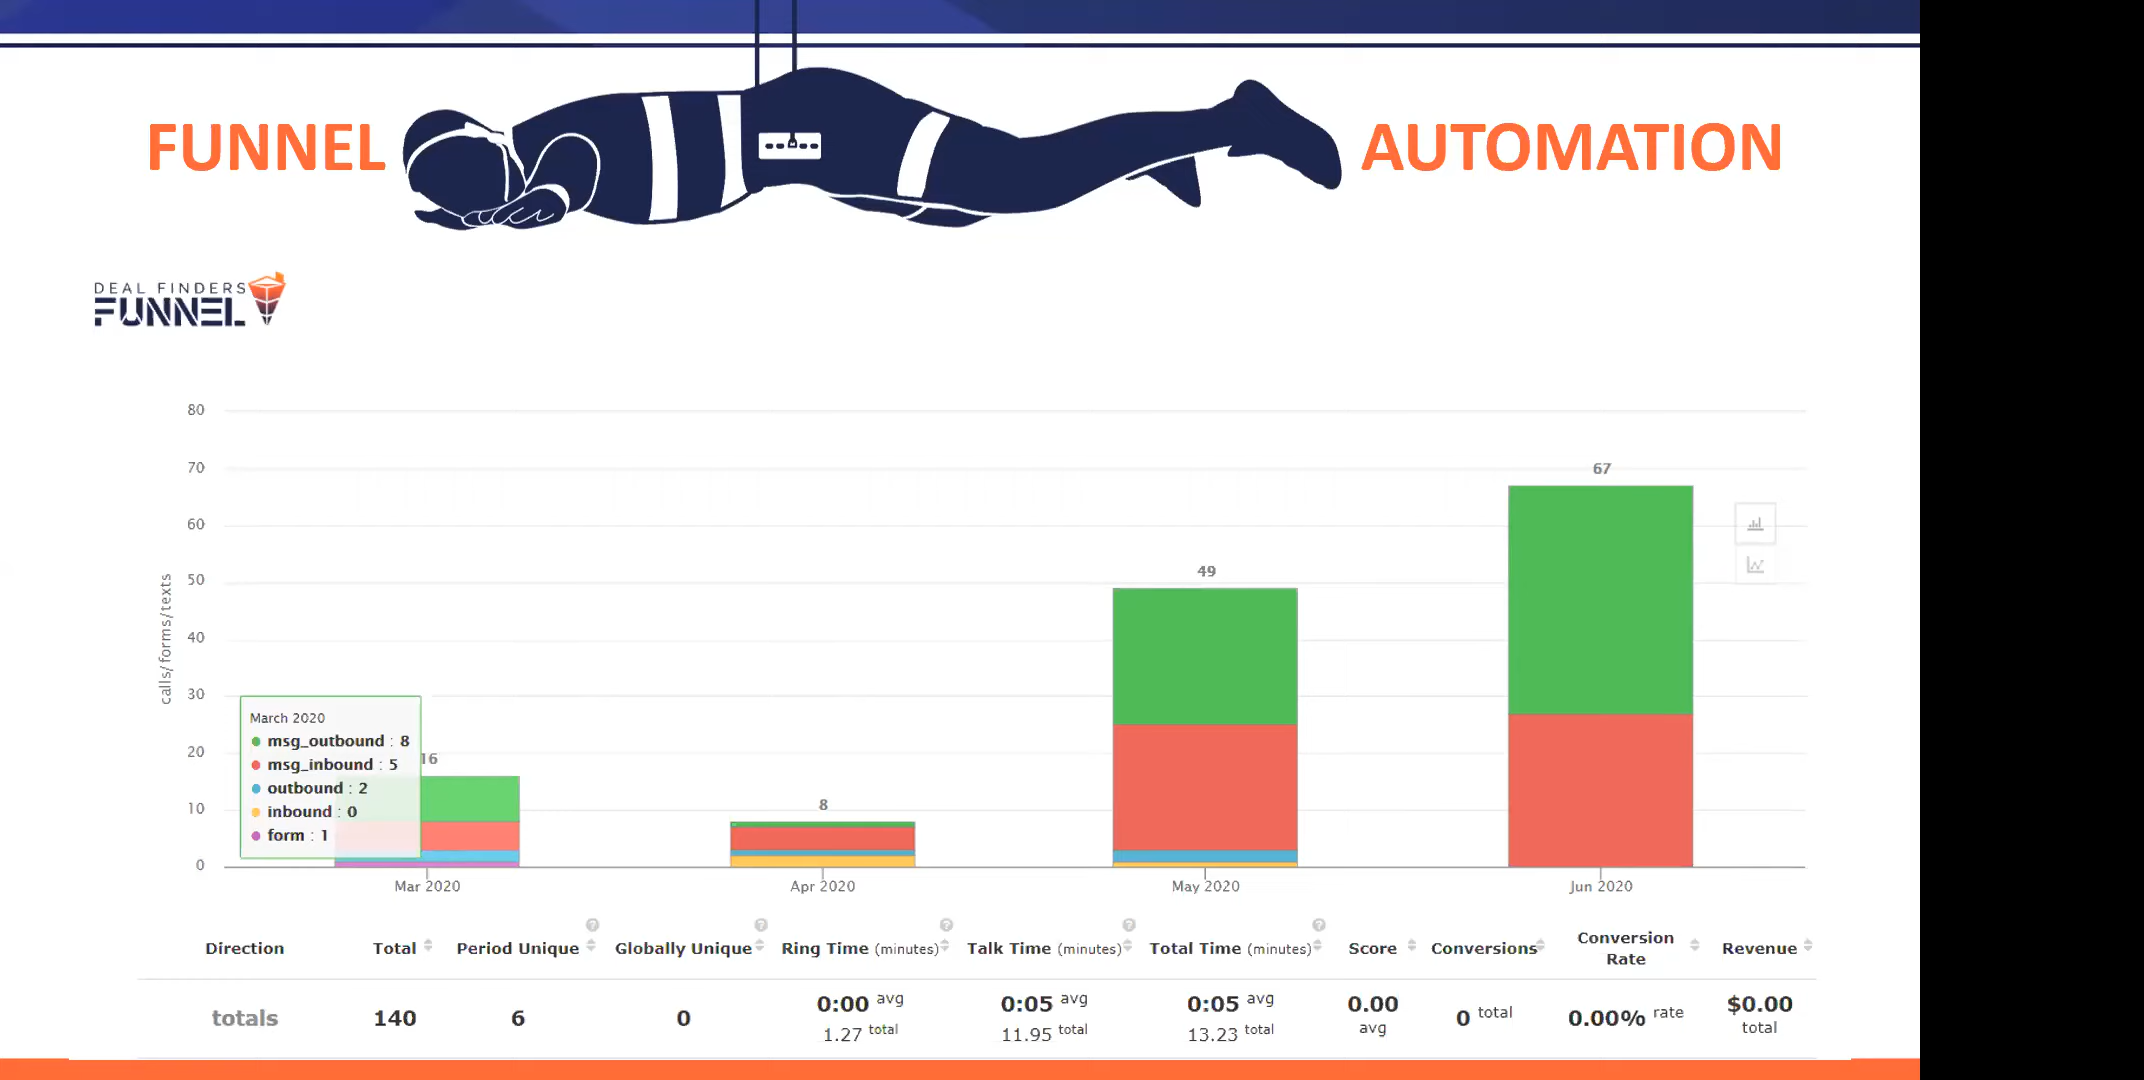 FUNNEL AUTOMATION
DEAL FINDERS
FUNNEL
80
70
60
50
40
30
20
10
0
calls/forms/texts
67
49
16
8
March 2020
msg_outbound : 8
msg_inbound : 5
outbound : 2
inbound : 0
form : 1
Mar 2020 Apr 2020 May 2020 Jun 2020
Direction Total Period Unique ? Globally Unique ? Ring Time (minutes) ? Talk Time (minutes) ? Total Time (minutes) ? Score Conversions Conversion Rate Revenue
totals 140 6 0 0:00 avg 0:05 avg 0:05 avg 0.00 avg 0 total 0.00% rate $0.00 total
1.27 total 11.95 total 13.23 total